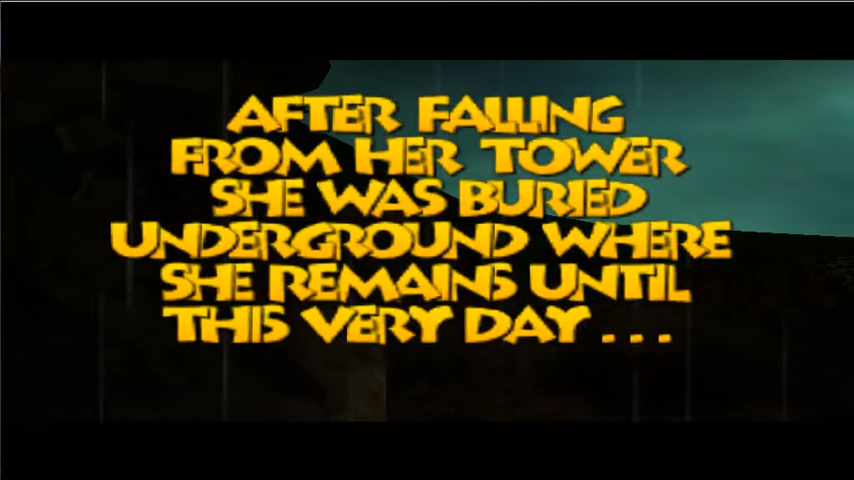 AFTER FALLING
FROM HER TOWER
SHE WAS BURIED
UNDERGROUND WHERE
SHE REMAINS UNTIL
THIS VERY DAY . . .